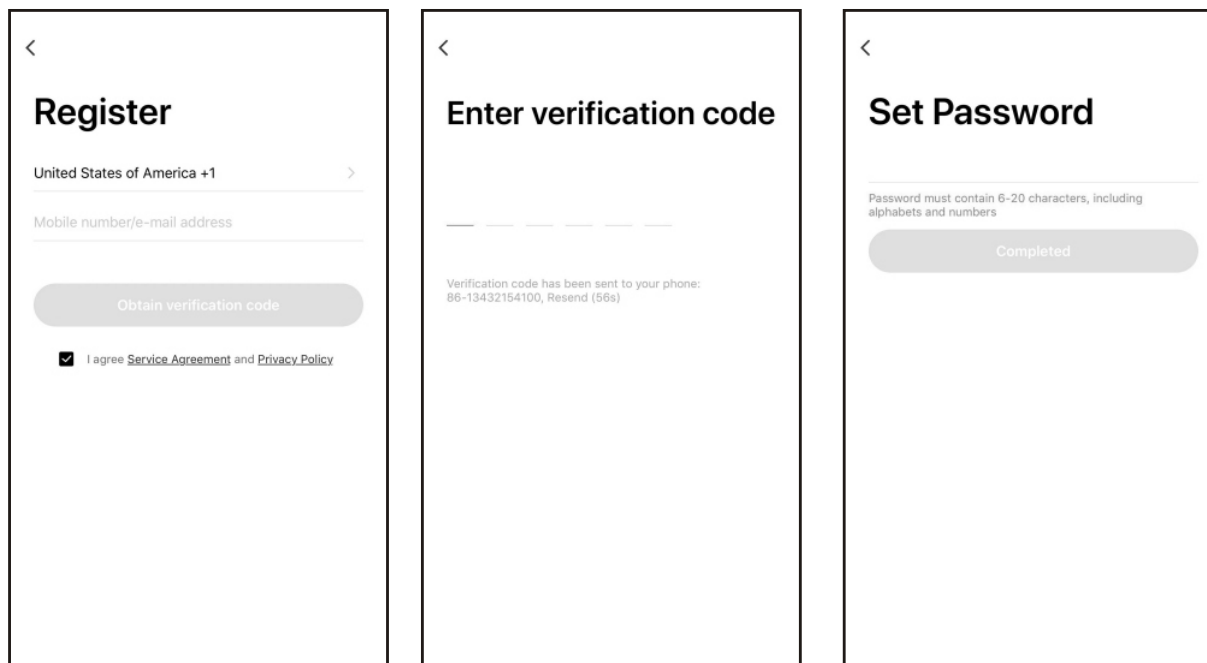 Register
United States of America +1
Mobile number/e-mail address
Obtain verification code
I agree Service Agreement and Privacy Policy
Enter verification code
Verification code has been sent to your phone:
86-13432154100, Resend (56s)
Set Password
Password must contain 6-20 characters, including
alphabets and numbers
Completed